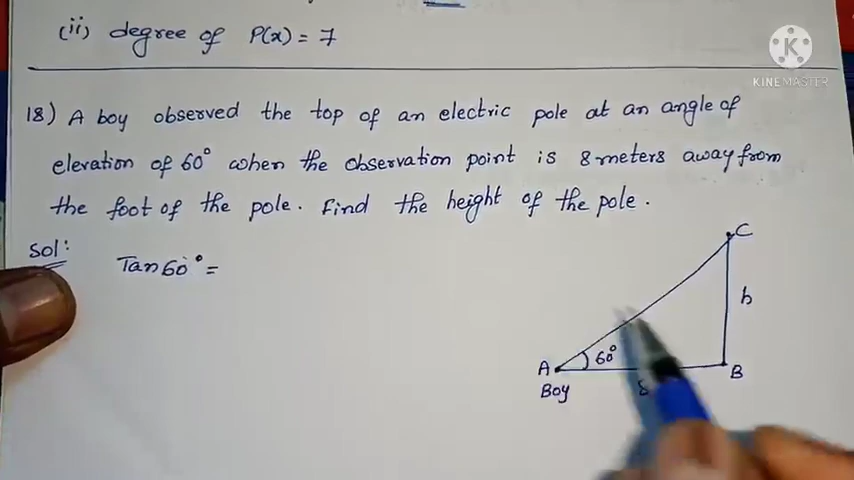 (ii) degree of P(x) = 7
K
KINEMASTER
18) A boy observed the top of an electric pole at an angle of
elevation of 60° when the observation point is 8 meters away from
the foot of the pole. Find the height of the pole.
Sol:
Tan 60° =
C
h
A 60° B
Boy